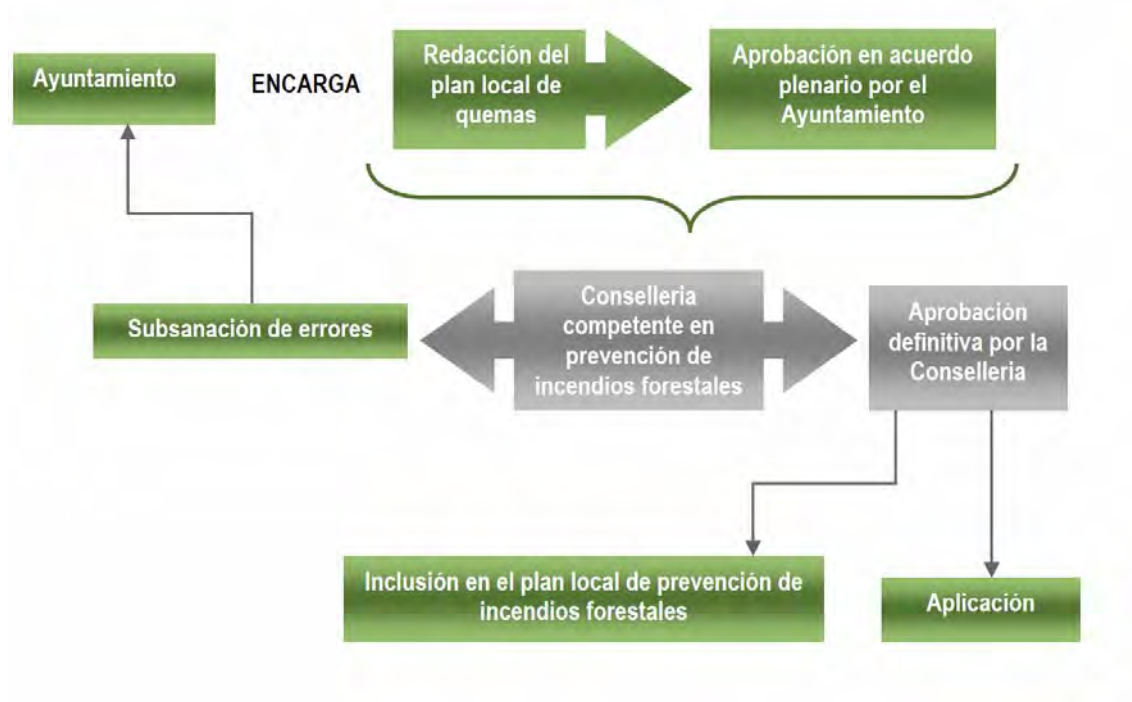 Ayuntamiento
ENCARGA
Redacción del
plan local de
quemas
Aprobación en acuerdo
plenario por el
Ayuntamiento
Subsanación de errores
Conselleria
competente en
prevención de
incendios forestales
Aprobación
definitiva por la
Conselleria
Inclusión en el plan local de prevención de
incendios forestales
Aplicación